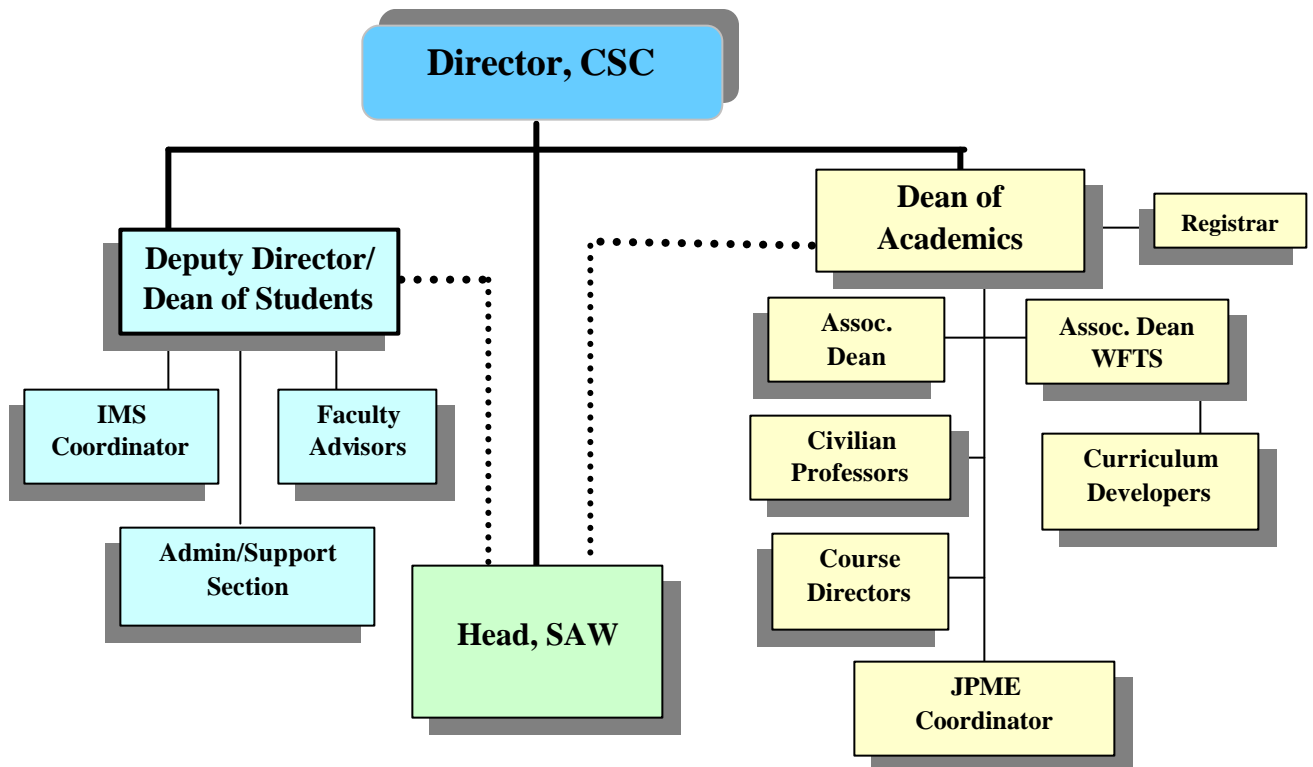 Director, CSC
Dean of
Academics
Registrar
Deputy Director/
Dean of Students
Assoc.
Dean
Assoc. Dean
WFTS
IMS
Coordinator
Faculty
Advisors
Civilian
Professors
Curriculum
Developers
Admin/Support
Section
Course
Directors
Head, SAW
JPME
Coordinator